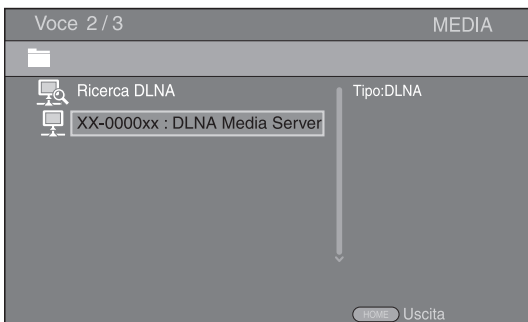 Voce 2 / 3 MEDIA
Ricerca DLNA Tipo:DLNA
XX-0000xx : DLNA Media Server
HOME Uscita